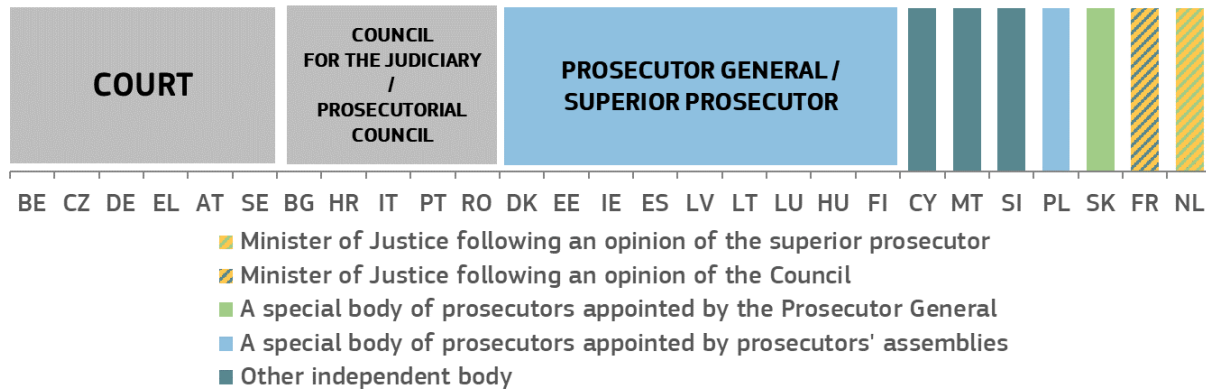 COURT
COUNCIL
FOR THE JUDICIARY
/
PROSECUTORIAL
COUNCIL
PROSECUTOR GENERAL /
SUPERIOR PROSECUTOR
BE CZ DE EL AT SE BG HR IT PT RO DK EE IE ES LV LT LU HU FI CY MT SI PL SK FR NL
Minister of Justice following an opinion of the superior prosecutor
Minister of Justice following an opinion of the Council
A special body of prosecutors appointed by the Prosecutor General
A special body of prosecutors appointed by prosecutors' assemblies
Other independent body